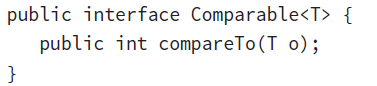 public interface Comparable<T> {
   public int compareTo(T o);
}